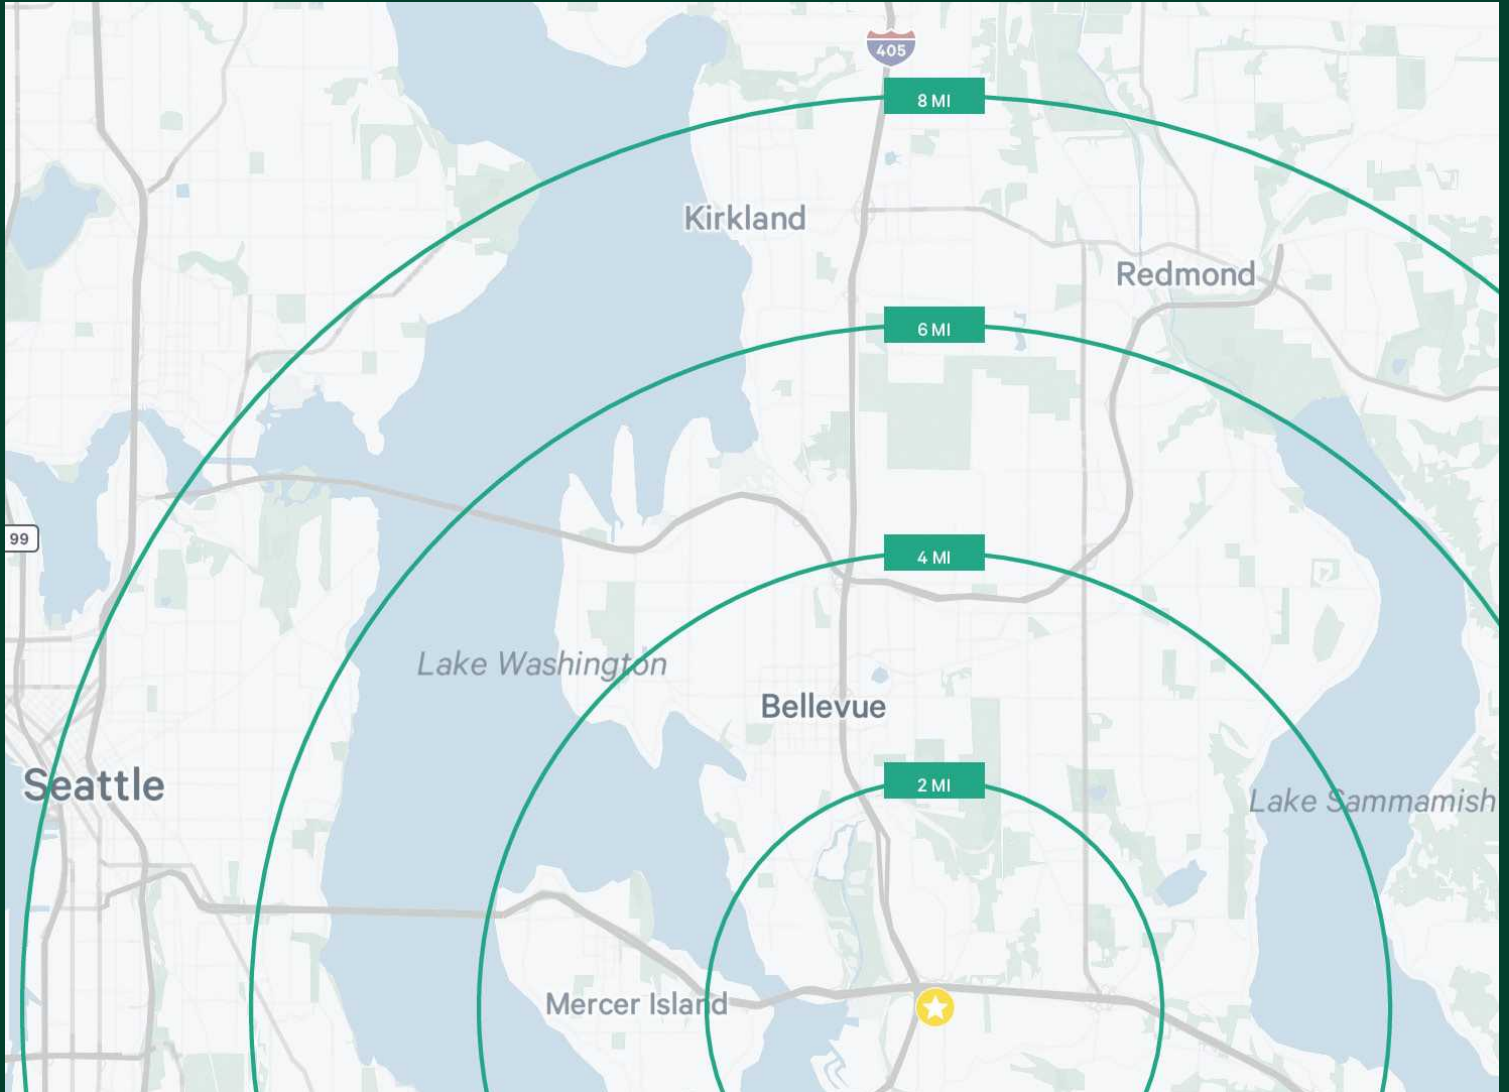 405
8 MI
Kirkland
Redmond
6 MI
99
4 MI
Lake Washington
Bellevue
2 MI
Seattle
Lake Sammamish
Mercer Island